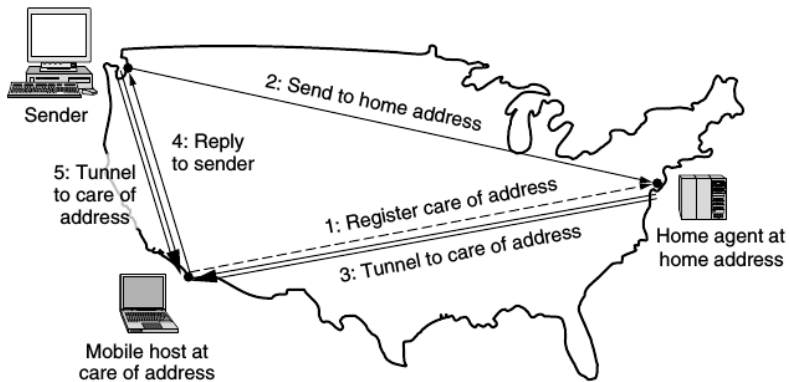 Sender
2: Send to home address
4: Reply
to sender
5: Tunnel
to care of
address
1: Register care of address
3: Tunnel to care of address
Home agent at
home address
Mobile host at
care of address